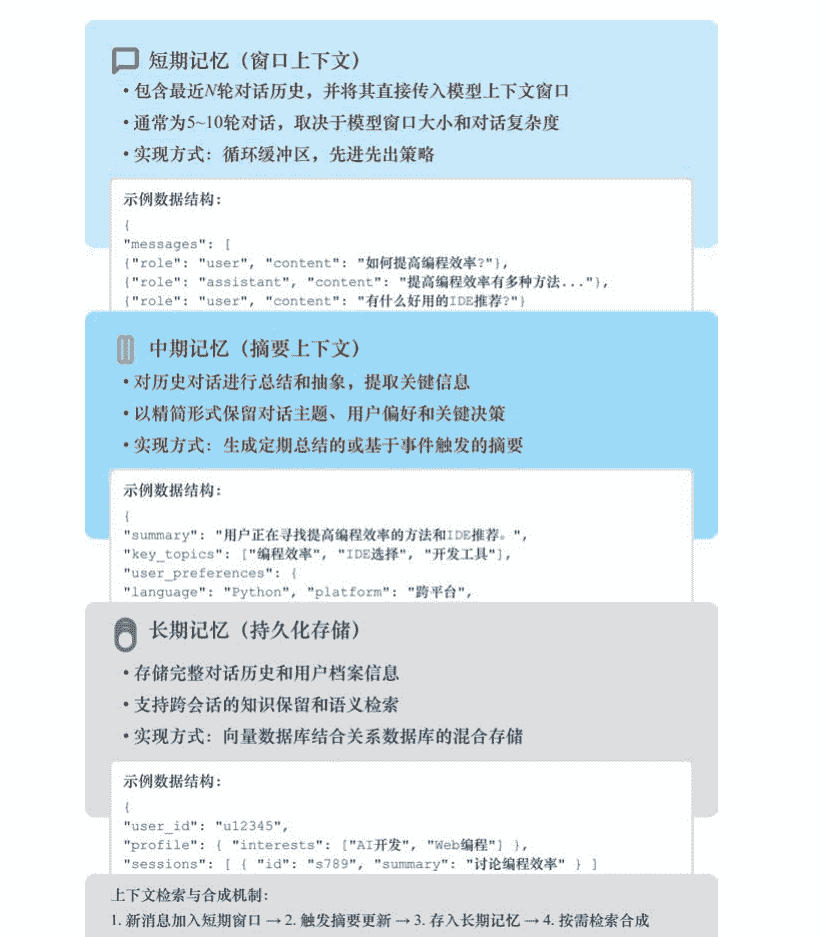 短期记忆（窗口上下文）
•包含最近N轮对话历史，并将其直接传入模型上下文窗口
•通常为5~10轮对话，取决于模型窗口大小和对话复杂度
•实现方式：循环缓冲区，先进先出策略
示例数据结构：
{
"messages": [
{"role": "user", "content": "如何提高编程效率?"},
{"role": "assistant", "content": "提高编程效率有多种方法..."},
{"role": "user", "content": "有什么好用的IDE推荐?"}
中期记忆（摘要上下文）
•对历史对话进行总结和抽象，提取关键信息
•以精简形式保留对话主题、用户偏好和关键决策
•实现方式：生成定期总结的或基于事件触发的摘要
示例数据结构：
{
"summary": "用户正在寻找提高编程效率的方法和IDE推荐。",
"key_topics": ["编程效率", "IDE选择", "开发工具"],
"user_preferences": {
"language": "Python", "platform": "跨平台",
长期记忆（持久化存储）
•存储完整对话历史和用户档案信息
•支持跨会话的知识保留和语义检索
•实现方式：向量数据库结合关系数据库的混合存储
示例数据结构：
{
"user_id": "u12345",
"profile": { "interests": ["AI开发", "Web编程"] },
"sessions": [ { "id": "s789", "summary": "讨论编程效率" } ]
上下文检索与合成机制：
1. 新消息加入短期窗口 → 2. 触发摘要更新 → 3. 存入长期记忆 → 4. 按需检索合成